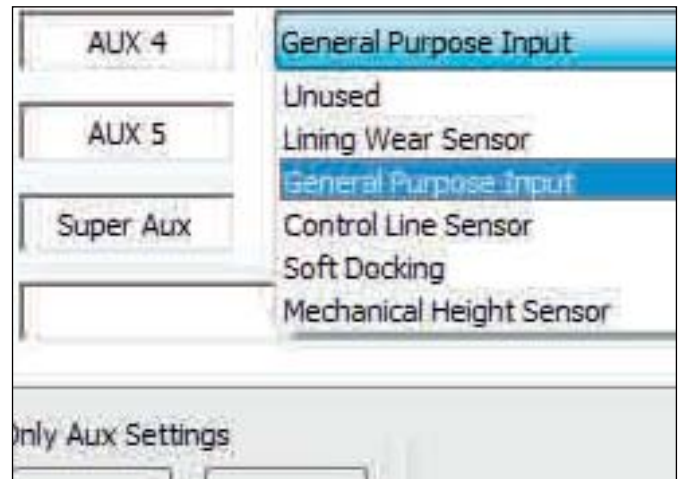 AUX 4
General Purpose Input
Unused
AUX 5
Lining Wear Sensor
General Purpose Input
Super Aux
Control Line Sensor
Soft Docking
Mechanical Height Sensor
Aux Settings